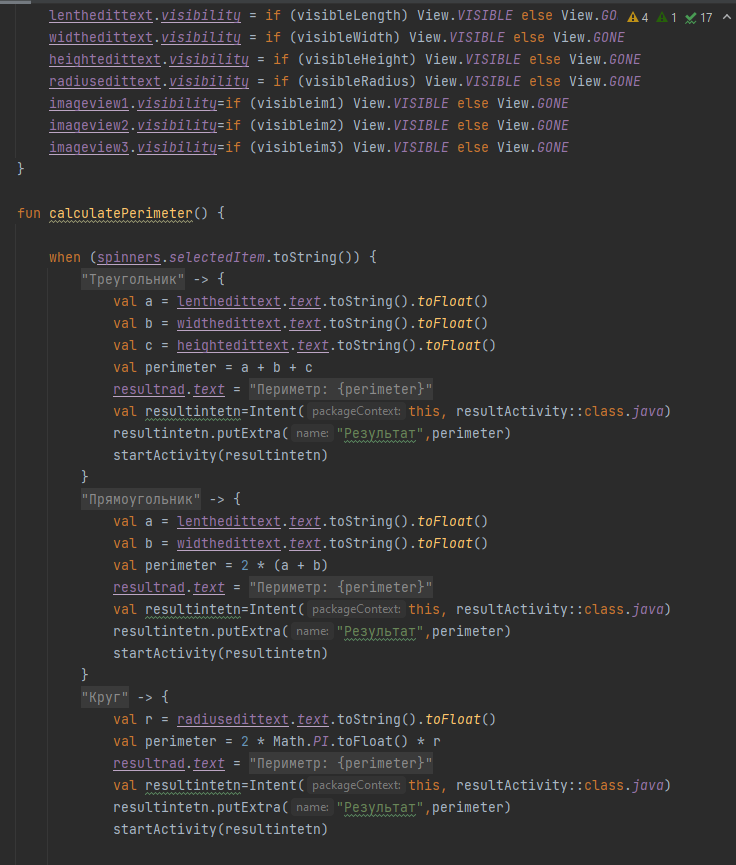 lenthedittext.visibility = if (visibleLength) View.VISIBLE else View.GO 4 1 17
widthedittext.visibility = if (visibleWidth) View.VISIBLE else View.GONE
heightedittext.visibility = if (visibleHeight) View.VISIBLE else View.GONE
radiusedittext.visibility = if (visibleRadius) View.VISIBLE else View.GONE
imageview1.visibility=if (visibleim1) View.VISIBLE else View.GONE
imageview2.visibility=if (visibleim2) View.VISIBLE else View.GONE
imageview3.visibility=if (visibleim3) View.VISIBLE else View.GONE
}
fun calculatePerimeter() {
when (spinners.selectedItem.toString()) {
"Треугольник" -> {
val a = lenthedittext.text.toString().toFloat()
val b = widthedittext.text.toString().toFloat()
val c = heightedittext.text.toString().toFloat()
val perimeter = a + b + c
resultrad.text = "Периметр: {perimeter}"
val resultintetn=Intent( packageContext: this, resultActivity::class.java)
resultintetn.putExtra( name: "Результат",perimeter)
startActivity(resultintetn)
}
"Прямоугольник" -> {
val a = lenthedittext.text.toString().toFloat()
val b = widthedittext.text.toString().toFloat()
val perimeter = 2 * (a + b)
resultrad.text = "Периметр: {perimeter}"
val resultintetn=Intent( packageContext: this, resultActivity::class.java)
resultintetn.putExtra( name: "Результат",perimeter)
startActivity(resultintetn)
}
"Круг" -> {
val r = radiusedittext.text.toString().toFloat()
val perimeter = 2 * Math.PI.toFloat() * r
resultrad.text = "Периметр: {perimeter}"
val resultintetn=Intent( packageContext: this, resultActivity::class.java)
resultintetn.putExtra( name: "Результат",perimeter)
startActivity(resultintetn)